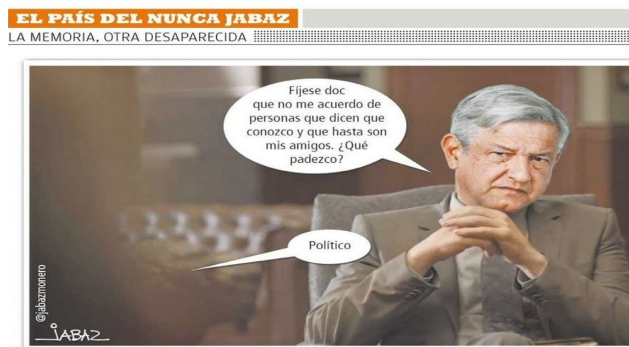 EL PAÍS DEL NUNCA JABAZ
LA MEMORIA, OTRA DESAPARECIDA
Fíjese doc
que no me acuerdo de
personas que dicen que
conozco y que hasta son
mis amigos. ¿Qué
padezco?
Político
@jabazmonero
JABAZ